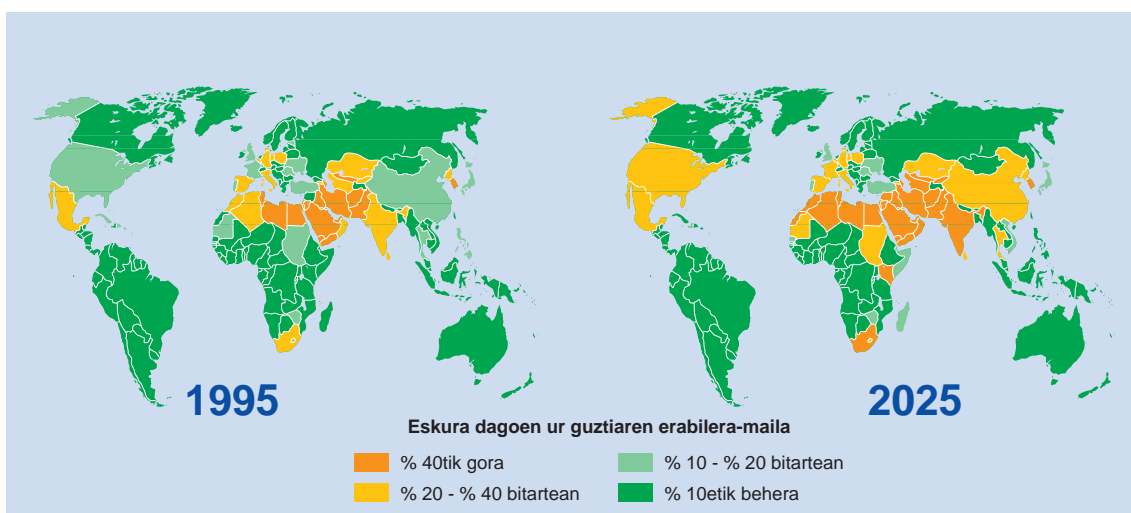 1995
2025
Eskura dagoen ur guztiaren erabilera-maila
% 40tik gora
% 10 - % 20 bitartean
% 20 - % 40 bitartean
% 10etik behera